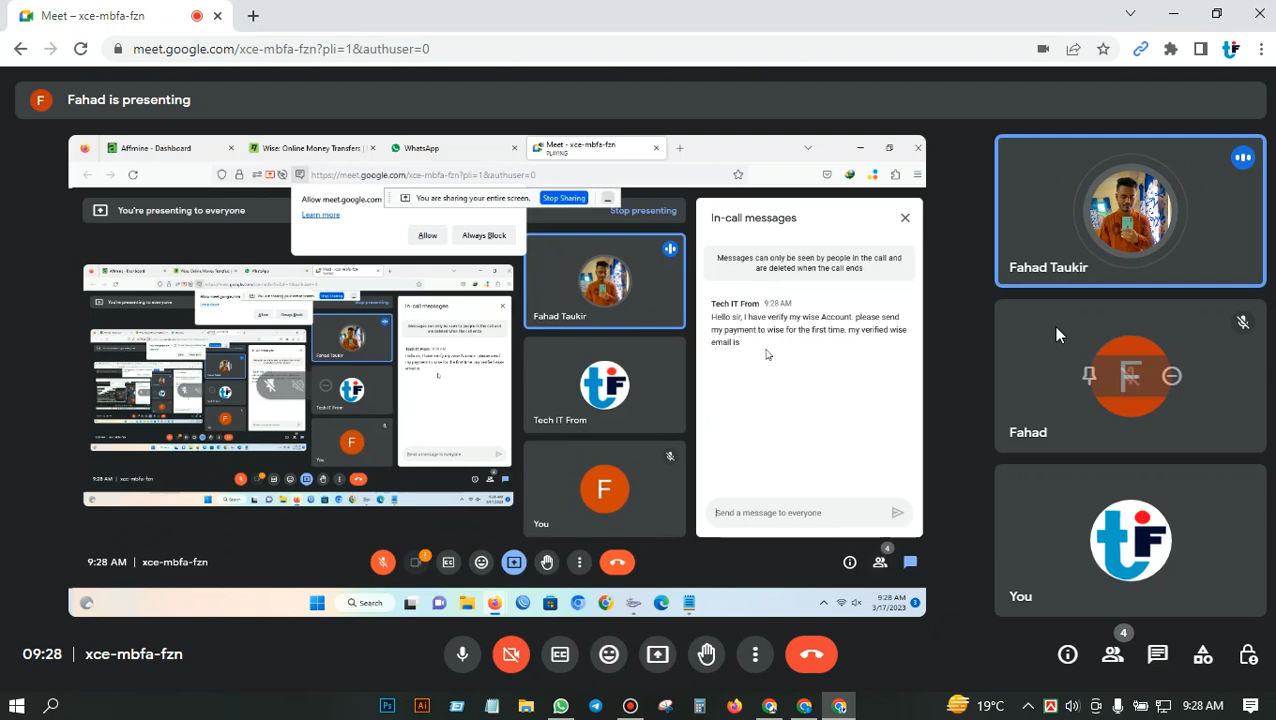 Meet – xce-mbfa-fzn
meet.google.com/xce-mbfa-fzn?pli=1&authuser=0
F Fahad is presenting
Affmine - Dashboard
Wise: Online Money Transfers |
WhatsApp
Meet - xce-mbfa-fzn
PLAYING
https://meet.google.com/xce-mbfa-fzn?pli=1&authuser=0
Allow meet.google.com
You are sharing your entire screen.
Stop Sharing
Learn more
Allow
Always Block
You're presenting to everyone
Stop presenting
Fahad Taukir
Tech IT From
F
You
In-call messages
Messages can only be seen by people in the call and
are deleted when the call ends
Tech IT From 9:28 AM
Hello sir, I have verify my wise Account. please send
my payment to wise for the first time. my verified wise
email is
Send a message to everyone
9:28 AM xce-mbfa-fzn
1
4
Search
9:28 AM
3/17/2023
3
Fahad Taukir
Fahad
You
09:28 xce-mbfa-fzn
4
Ps
Ai
19°C
9:28 AM